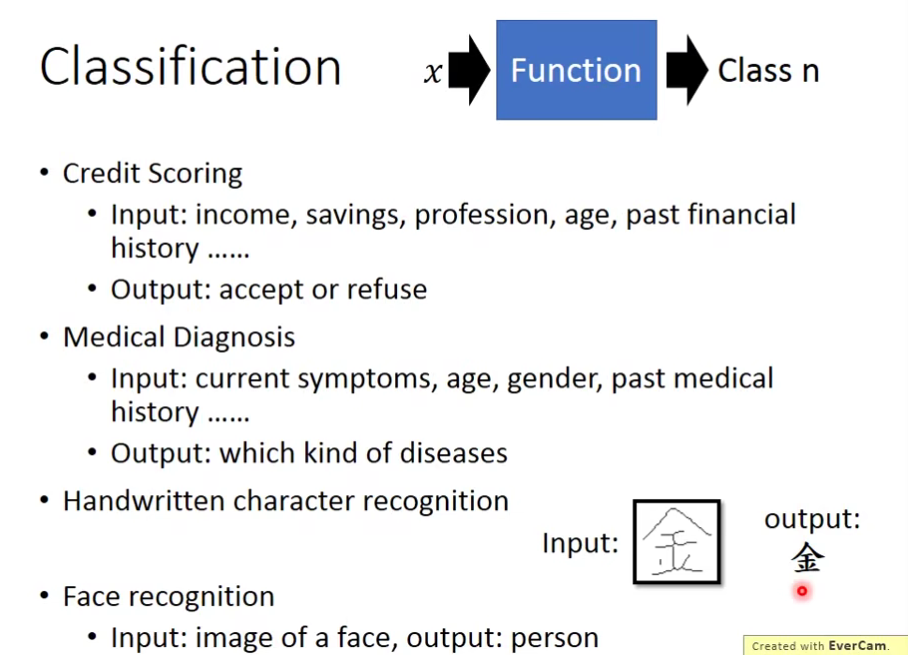 Classification
x Function Class n
• Credit Scoring
• Input: income, savings, profession, age, past financial
history ......
• Output: accept or refuse
• Medical Diagnosis
• Input: current symptoms, age, gender, past medical
history ......
• Output: which kind of diseases
• Handwritten character recognition
Input: 金
output:
金
• Face recognition
• Input: image of a face, output: person
Created with EverCam.